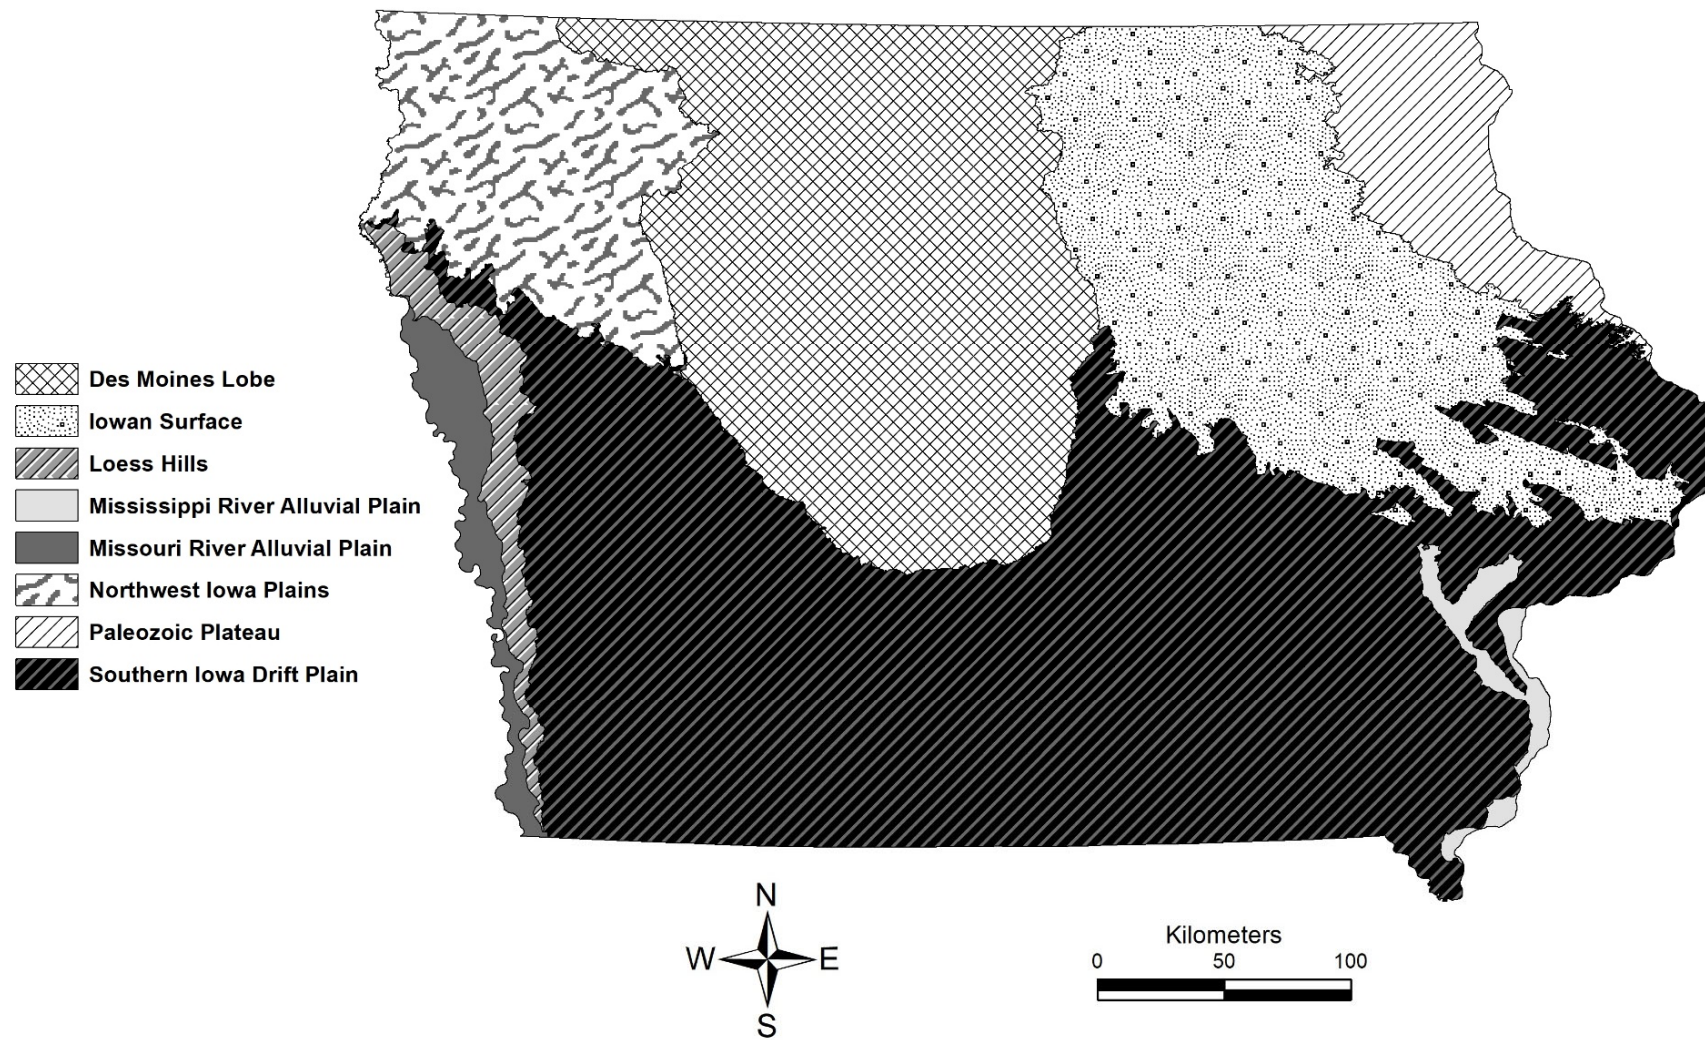 Des Moines Lobe
Iowan Surface
Loess Hills
Mississippi River Alluvial Plain
Missouri River Alluvial Plain
Northwest Iowa Plains
Paleozoic Plateau
Southern Iowa Drift Plain
N
W E
S
Kilometers
0 50 100